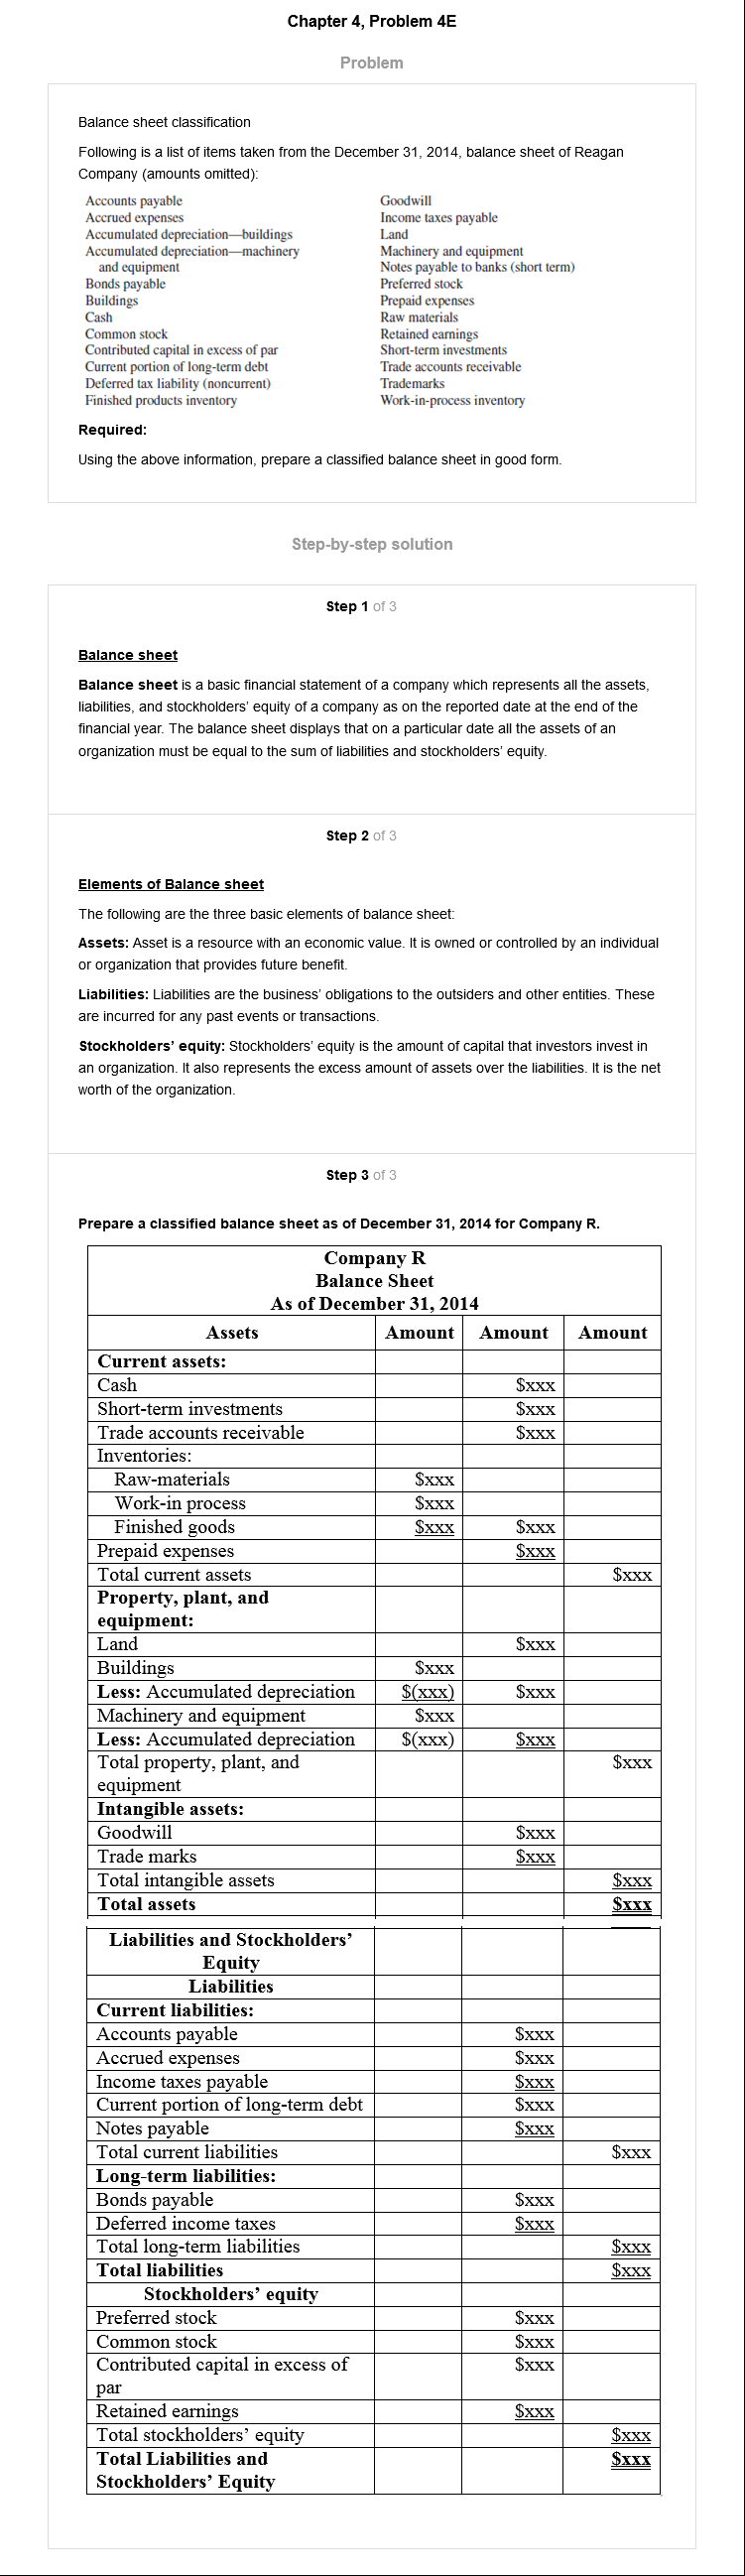 Chapter 4, Problem 4E
Problem
Balance sheet classification
Following is a list of items taken from the December 31, 2014, balance sheet of Reagan
Company (amounts omitted):
Accounts payable
Accrued expenses
Accumulated depreciation—buildings
Accumulated depreciation—machinery
and equipment
Bonds payable
Buildings
Cash
Common stock
Contributed capital in excess of par
Current portion of long-term debt
Deferred tax liability (noncurrent)
Finished products inventory
Goodwill
Income taxes payable
Land
Machinery and equipment
Notes payable to banks (short term)
Preferred stock
Prepaid expenses
Raw materials
Retained earnings
Short-term investments
Trade accounts receivable
Trademarks
Work-in-process inventory
Required:
Using the above information, prepare a classified balance sheet in good form.
Step-by-step solution
Step 1 of 3
Balance sheet
Balance sheet is a basic financial statement of a company which represents all the assets,
liabilities, and stockholders' equity of a company as on the reported date at the end of the
financial year. The balance sheet displays that on a particular date all the assets of an
organization must be equal to the sum of liabilities and stockholders' equity.
Step 2 of 3
Elements of Balance sheet
The following are the three basic elements of balance sheet:
Assets: Asset is a resource with an economic value. It is owned or controlled by an individual
or organization that provides future benefit.
Liabilities: Liabilities are the business' obligations to the outsiders and other entities. These
are incurred for any past events or transactions.
Stockholders' equity: Stockholders' equity is the amount of capital that investors invest in
an organization. It also represents the excess amount of assets over the liabilities. It is the net
worth of the organization.
Step 3 of 3
Prepare a classified balance sheet as of December 31, 2014 for Company R.
Company R
Balance Sheet
As of December 31, 2014
Assets Amount Amount Amount
Current assets:
Cash $xxx
Short-term investments $xxx
Trade accounts receivable $xxx
Inventories:
Raw-materials $xxx
Work-in process $xxx
Finished goods $xxx $xxx
Prepaid expenses $xxx
Total current assets $xxx
Property, plant, and
equipment:
Land $xxx
Buildings $xxx
Less: Accumulated depreciation $(xxx) $xxx
Machinery and equipment $xxx
Less: Accumulated depreciation $(xxx) $xxx
Total property, plant, and $xxx
equipment
Intangible assets:
Goodwill $xxx
Trade marks $xxx
Total intangible assets $xxx
Total assets $xxx
Liabilities and Stockholders'
Equity
Liabilities
Current liabilities:
Accounts payable $xxx
Accrued expenses $xxx
Income taxes payable $xxx
Current portion of long-term debt $xxx
Notes payable $xxx
Total current liabilities $xxx
Long-term liabilities:
Bonds payable $xxx
Deferred income taxes $xxx
Total long-term liabilities $xxx
Total liabilities $xxx
Stockholders' equity
Preferred stock $xxx
Common stock $xxx
Contributed capital in excess of $xxx
par
Retained earnings $xxx
Total stockholders' equity $xxx
Total Liabilities and $xxx
Stockholders' Equity